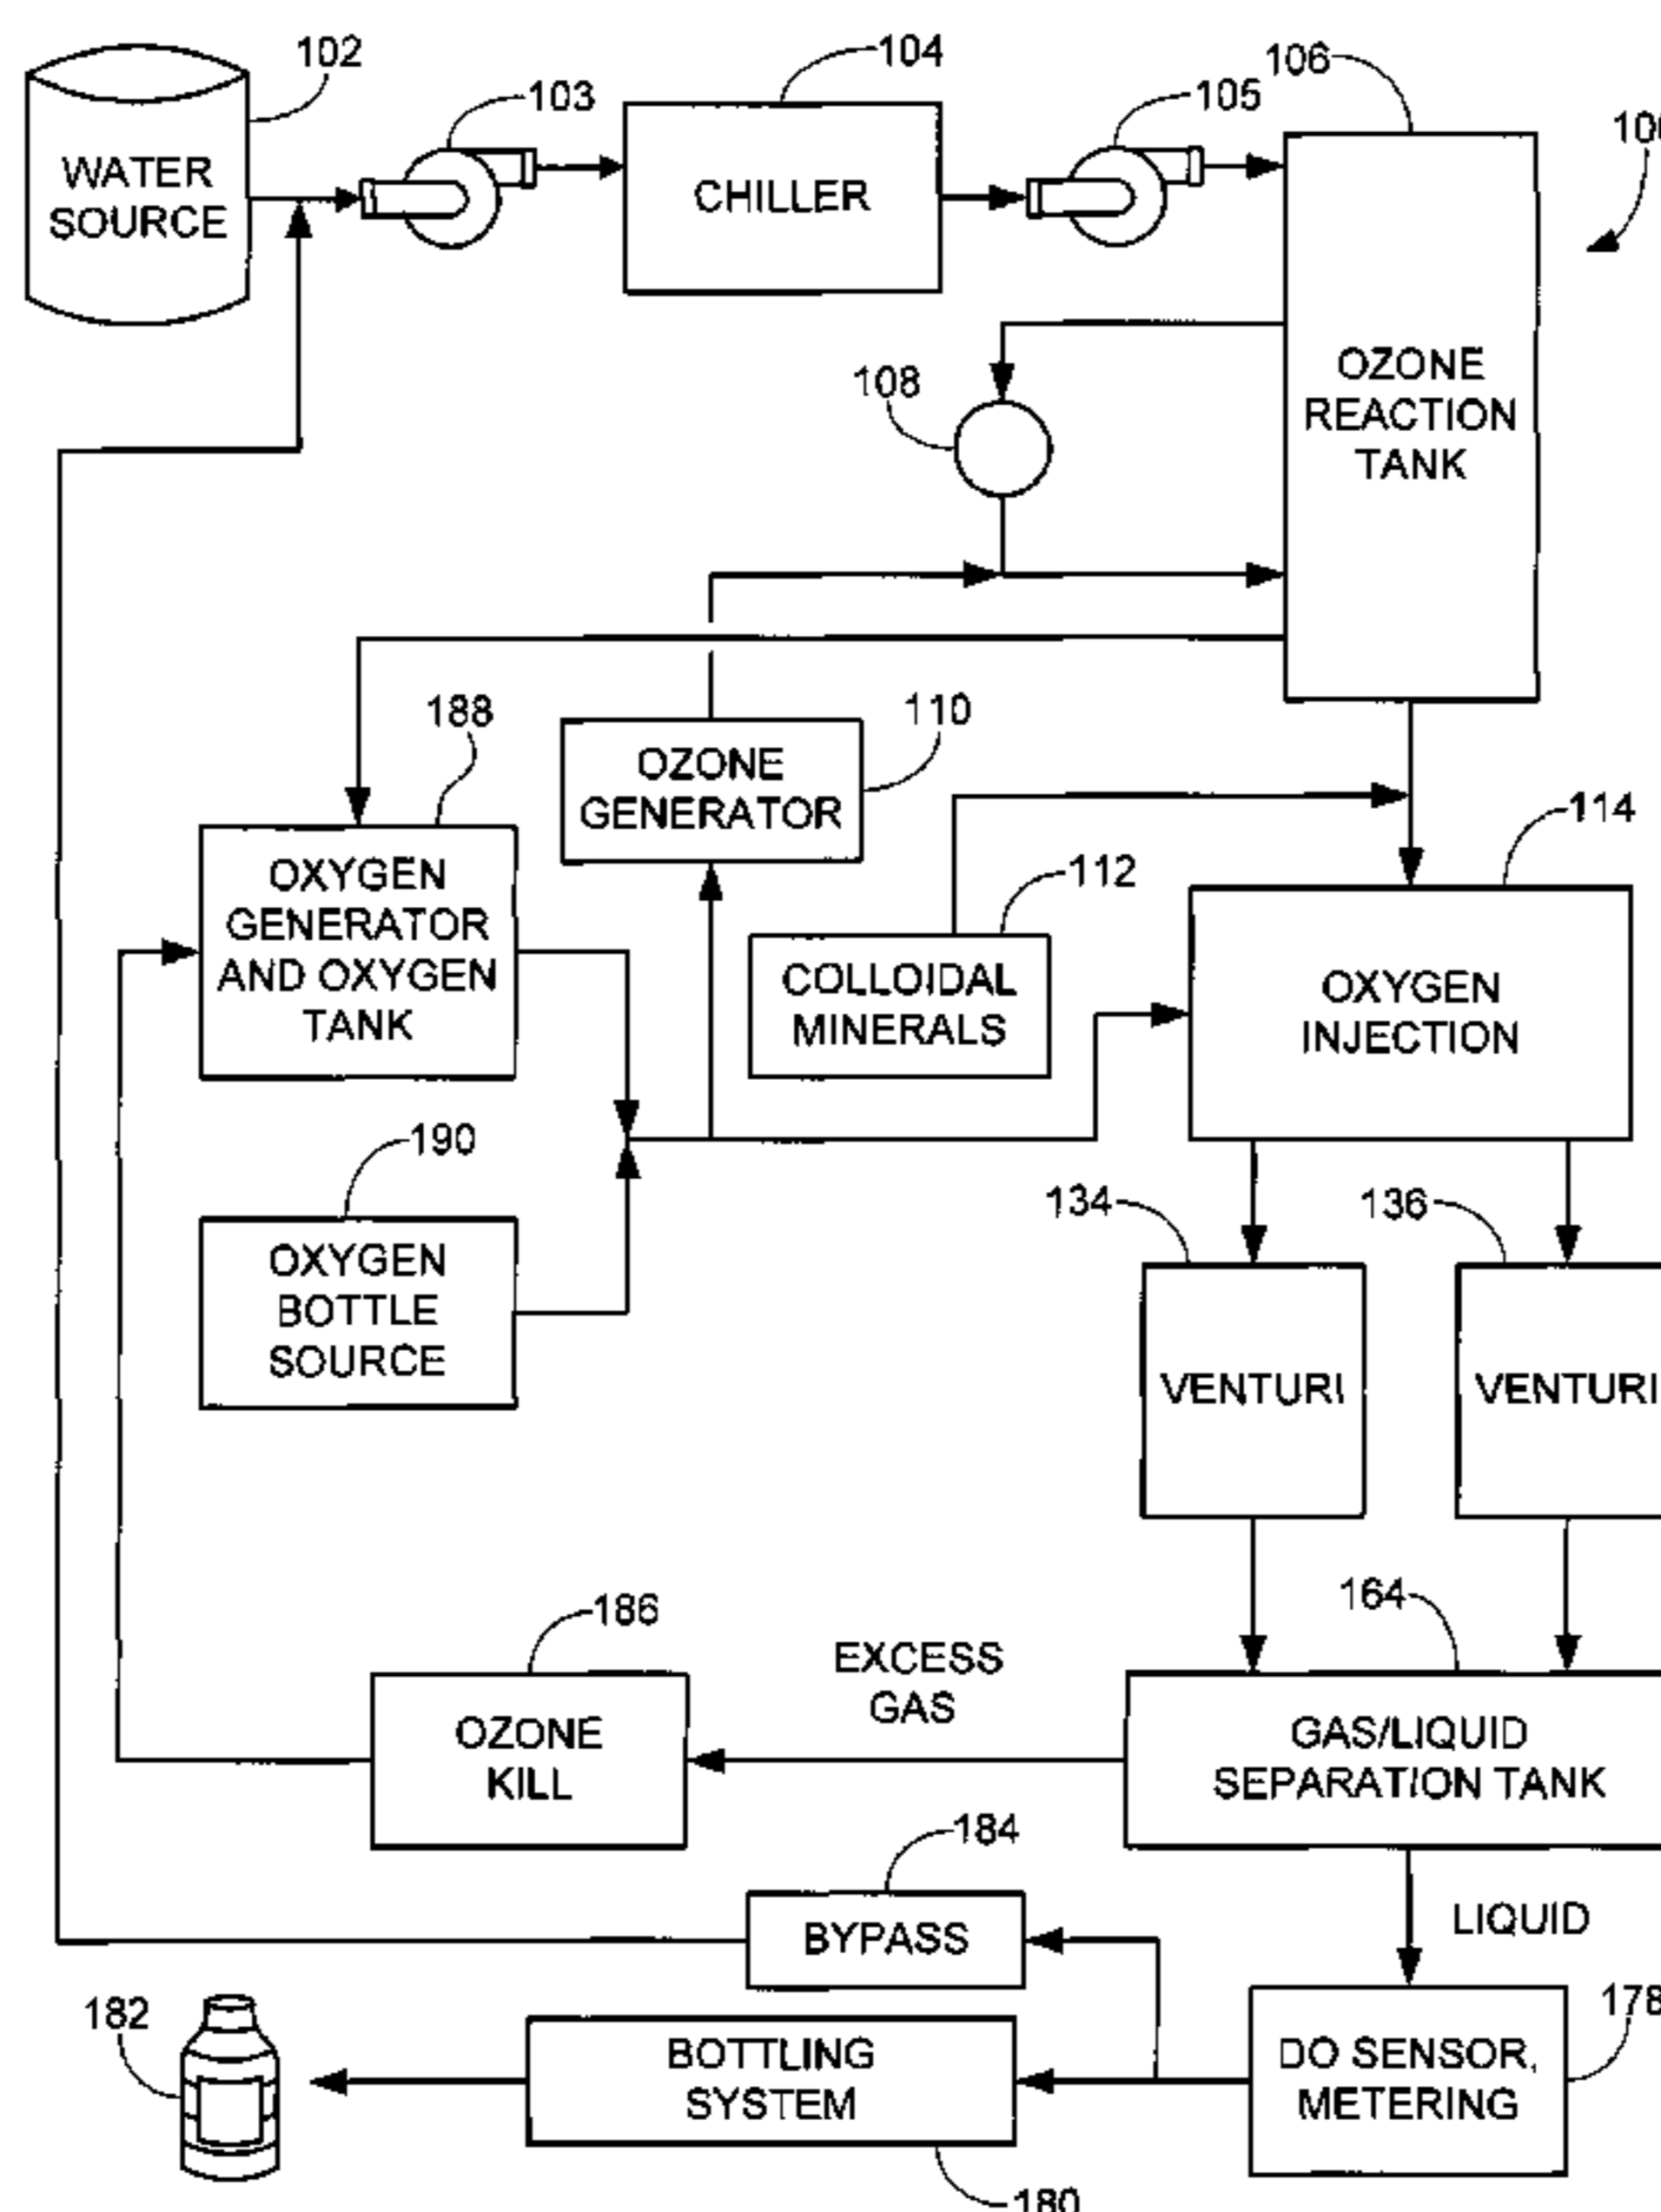 102
103
104
105
106
WATER
SOURCE
CHILLER
108
OZONE
REACTION
TANK
188
110
OZONE
GENERATOR
114
OXYGEN
GENERATOR
AND OXYGEN
TANK
112
COLLOIDAL
MINERALS
OXYGEN
INJECTION
190
OXYGEN
BOTTLE
SOURCE
134
136
VENTURI
VENTURI
186
EXCESS
GAS
164
OZONE
KILL
GAS/LIQUID
SEPARATION TANK
184
BYPASS
LIQUID
182
BOTTLING
SYSTEM
DO SENSOR,
METERING
178
180